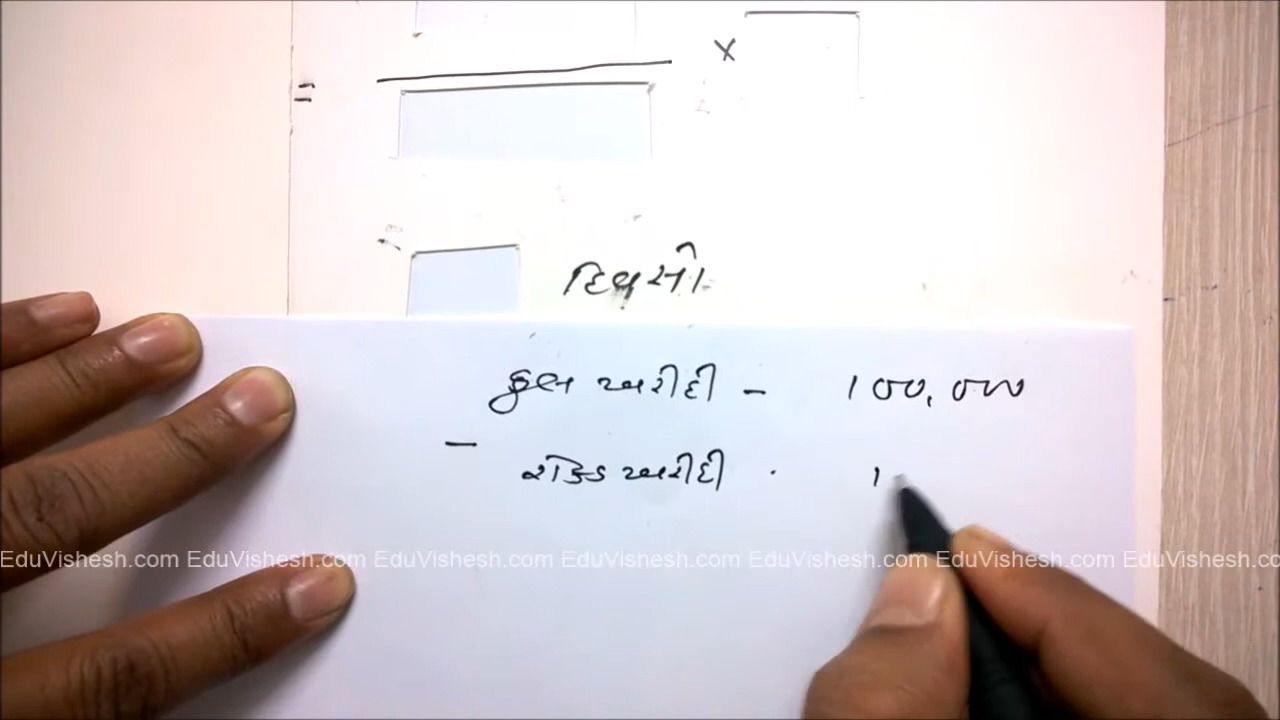 ×
=
=
દિવસો
કુલ ખરીદી - 100,000
- રોકડ ખરીદી - 1
EduVishesh.com EduVishesh.com EduVishesh.com EduVishesh.com EduVishesh.com EduVishesh.com EduVishesh.co